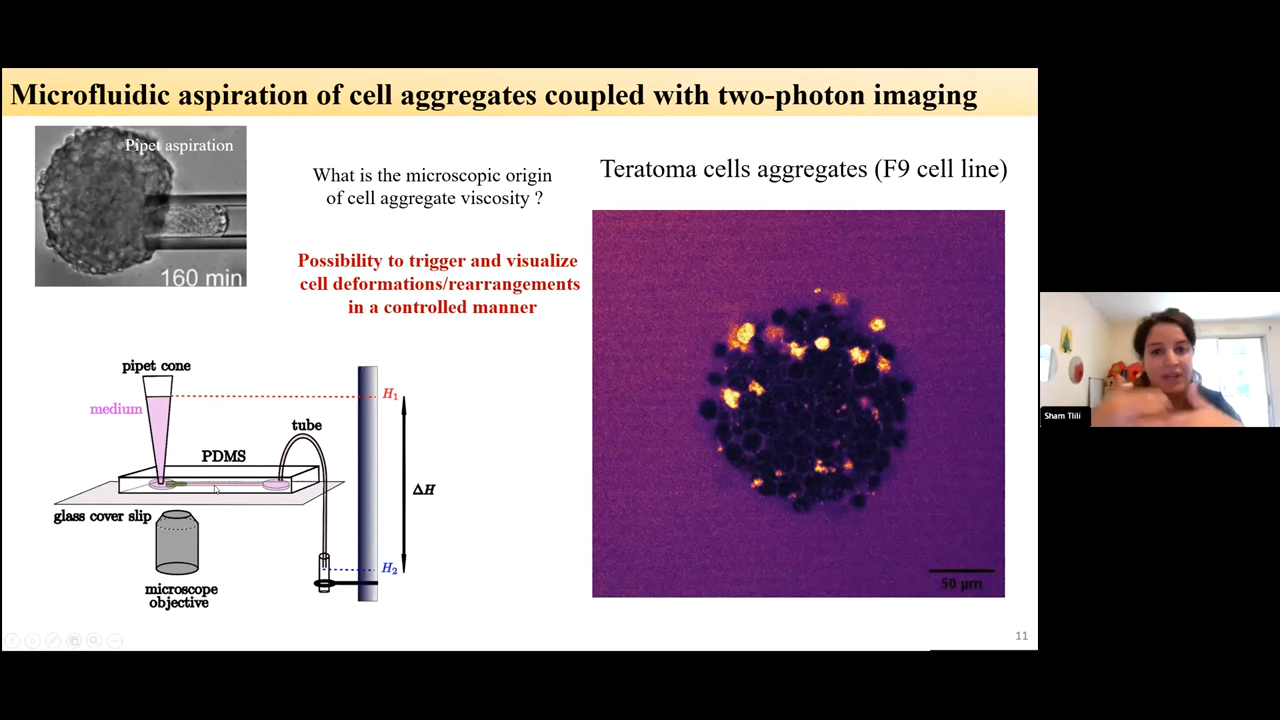 Microfluidic aspiration of cell aggregates coupled with two-photon imaging
Pipet aspiration
160 min
What is the microscopic origin
of cell aggregate viscosity ?
Possibility to trigger and visualize
cell deformations/rearrangements
in a controlled manner
Teratoma cells aggregates (F9 cell line)
50 µm
pipet cone
medium
PDMS
tube
glass cover slip
microscope
objective
H1
ΔH
H2
11
Sham Tlili